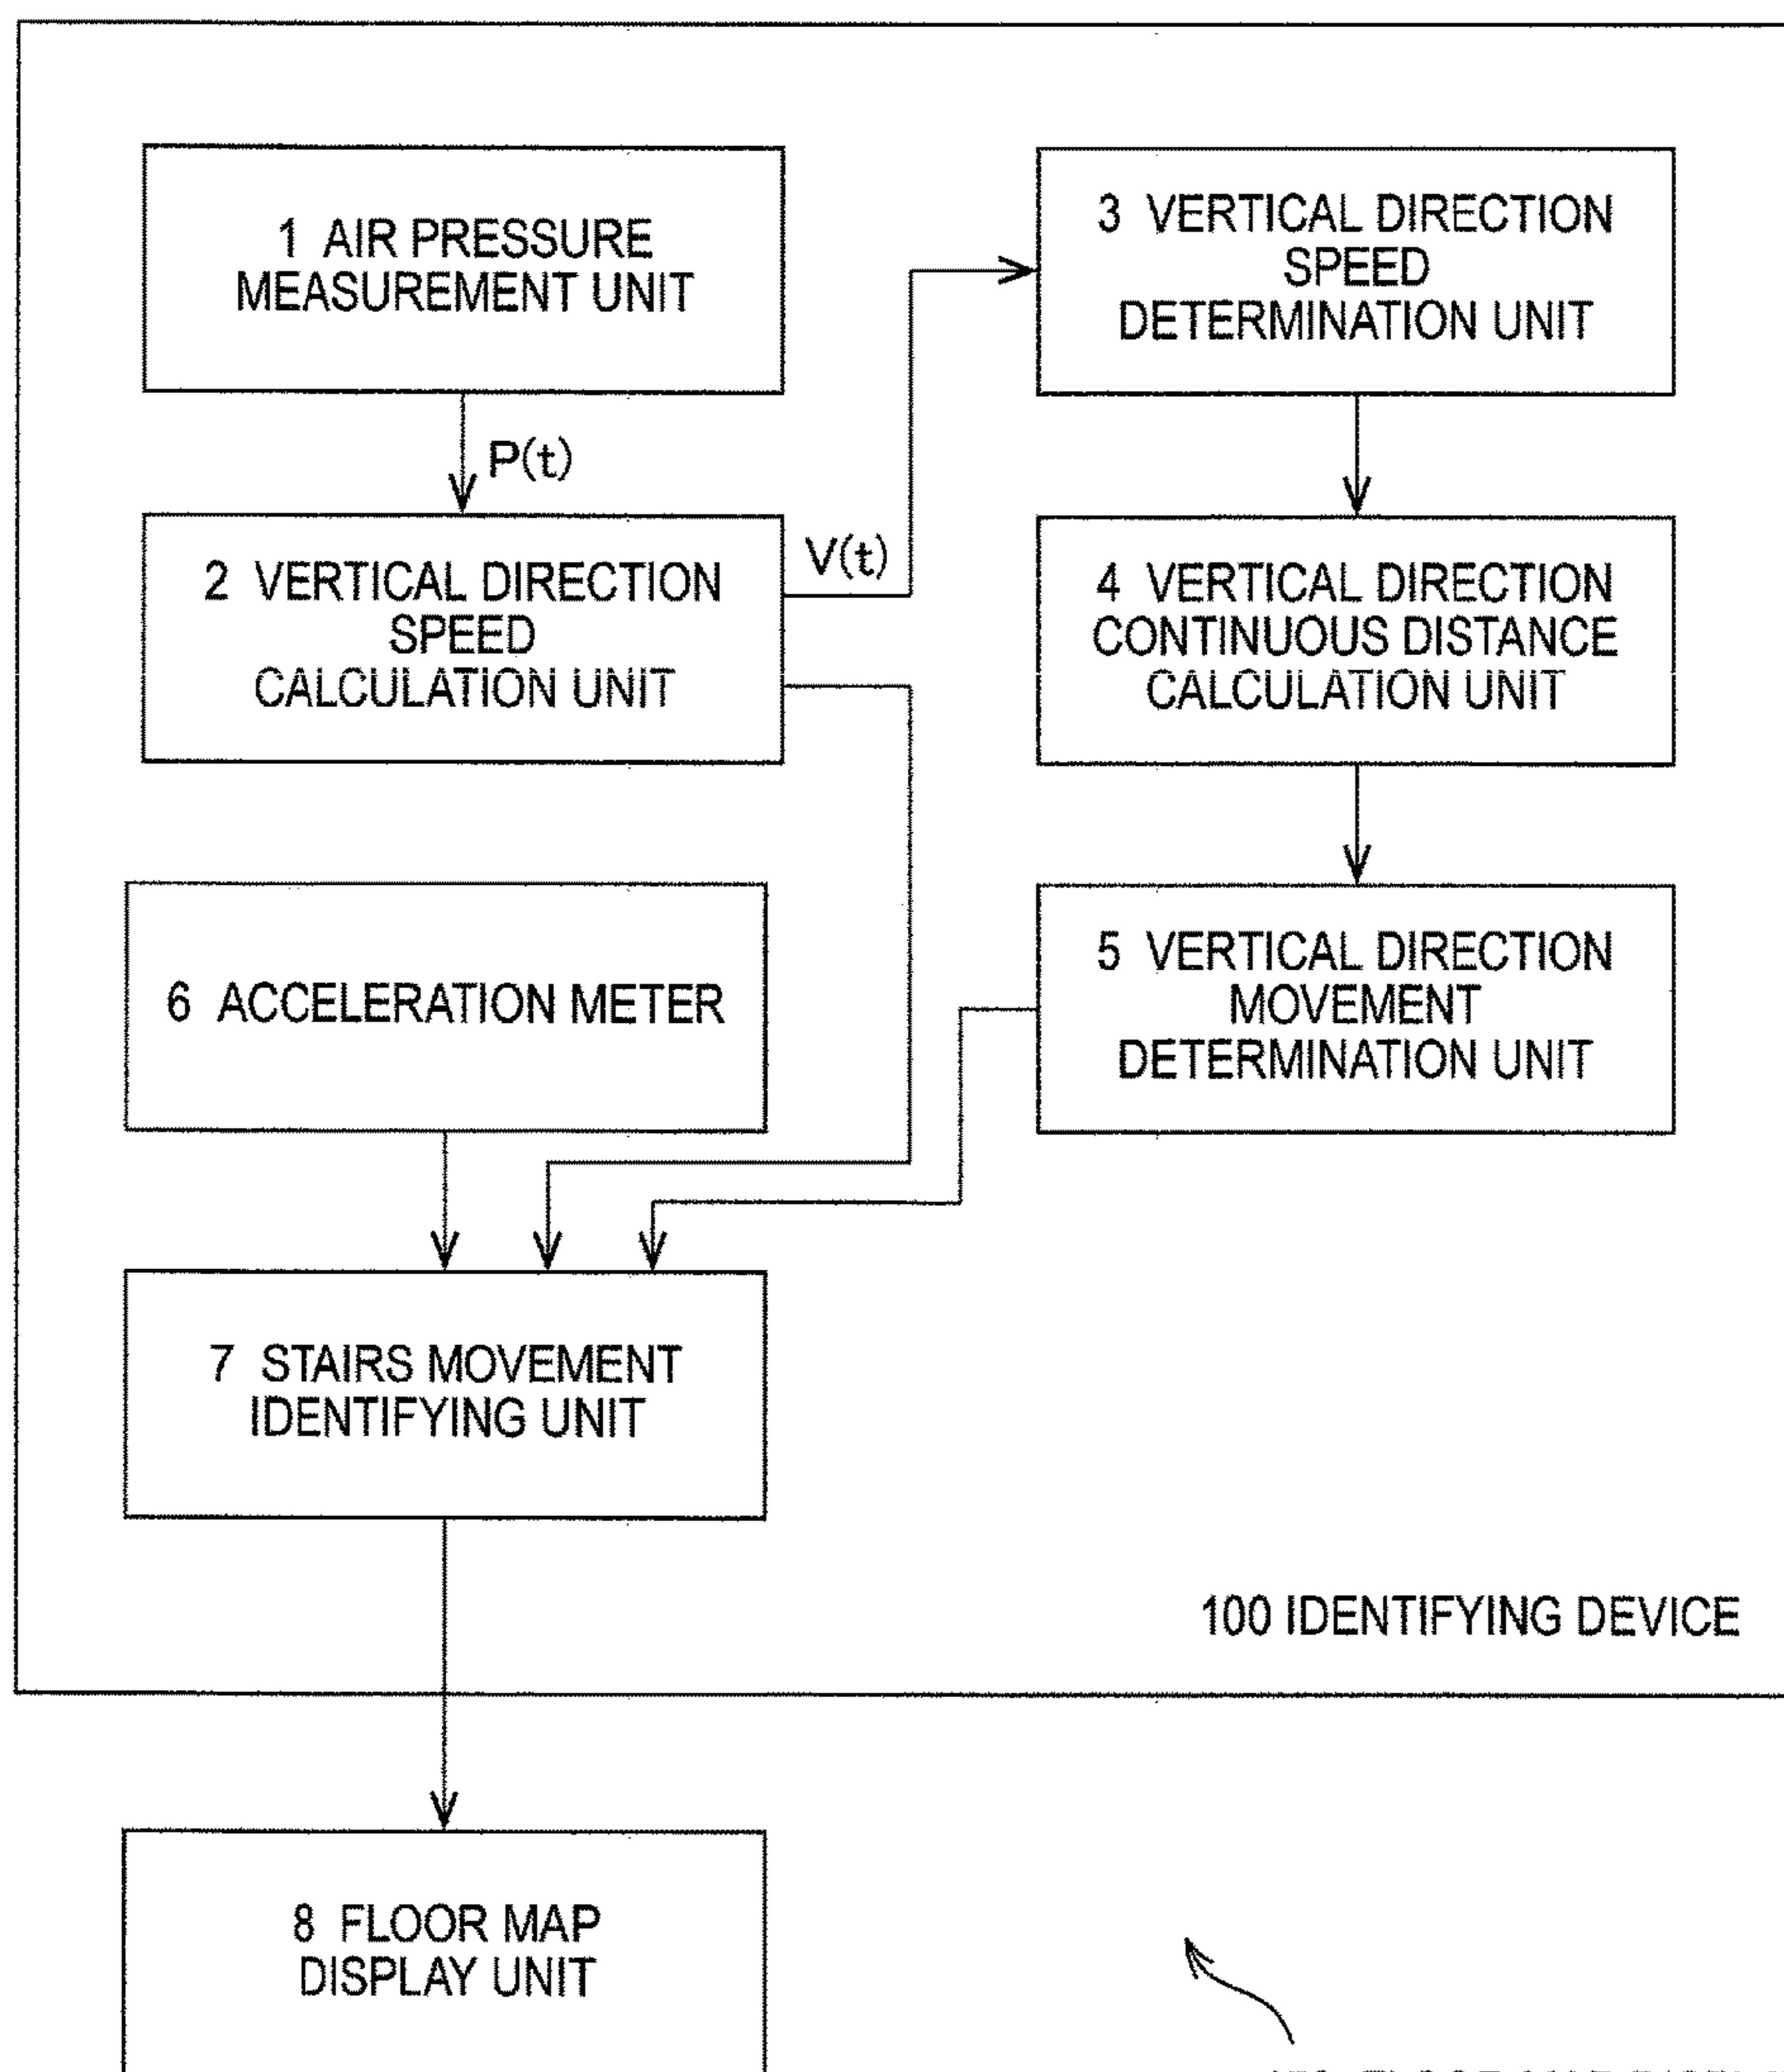 1 AIR PRESSURE
MEASUREMENT UNIT
P(t)
2 VERTICAL DIRECTION
SPEED
CALCULATION UNIT
V(t)
3 VERTICAL DIRECTION
SPEED
DETERMINATION UNIT
4 VERTICAL DIRECTION
CONTINUOUS DISTANCE
CALCULATION UNIT
5 VERTICAL DIRECTION
MOVEMENT
DETERMINATION UNIT
6 ACCELERATION METER
7 STAIRS MOVEMENT
IDENTIFYING UNIT
100 IDENTIFYING DEVICE
8 FLOOR MAP
DISPLAY UNIT